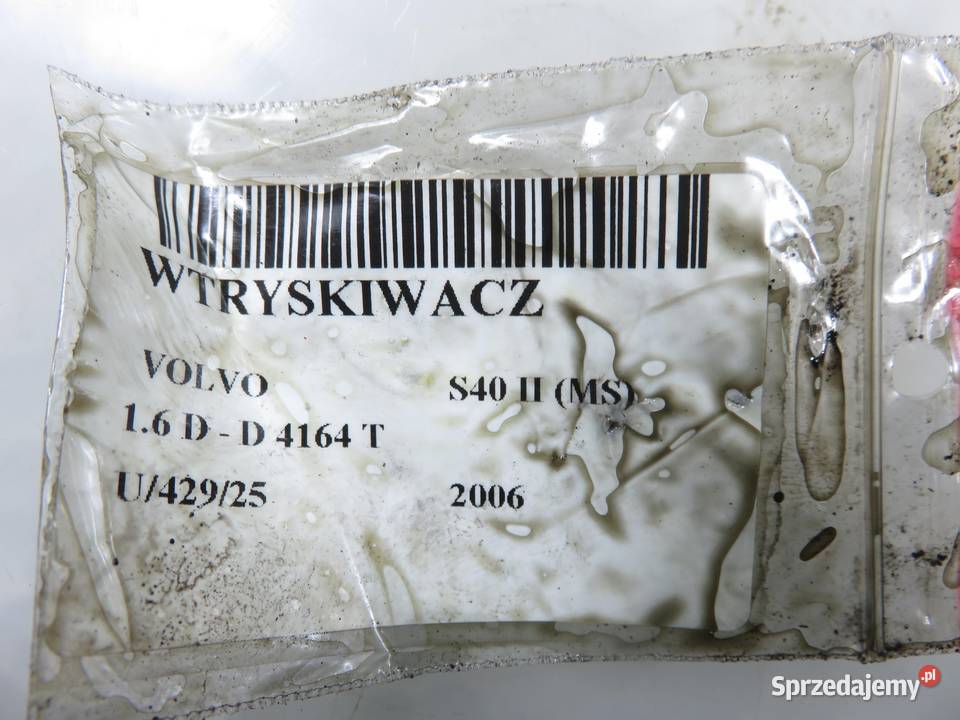 WTRYSKIWACZ
VOLVO S40 II (MS)
1.6 D - D 4164 T
U/429/25 2006
Sprzedajemy.pl